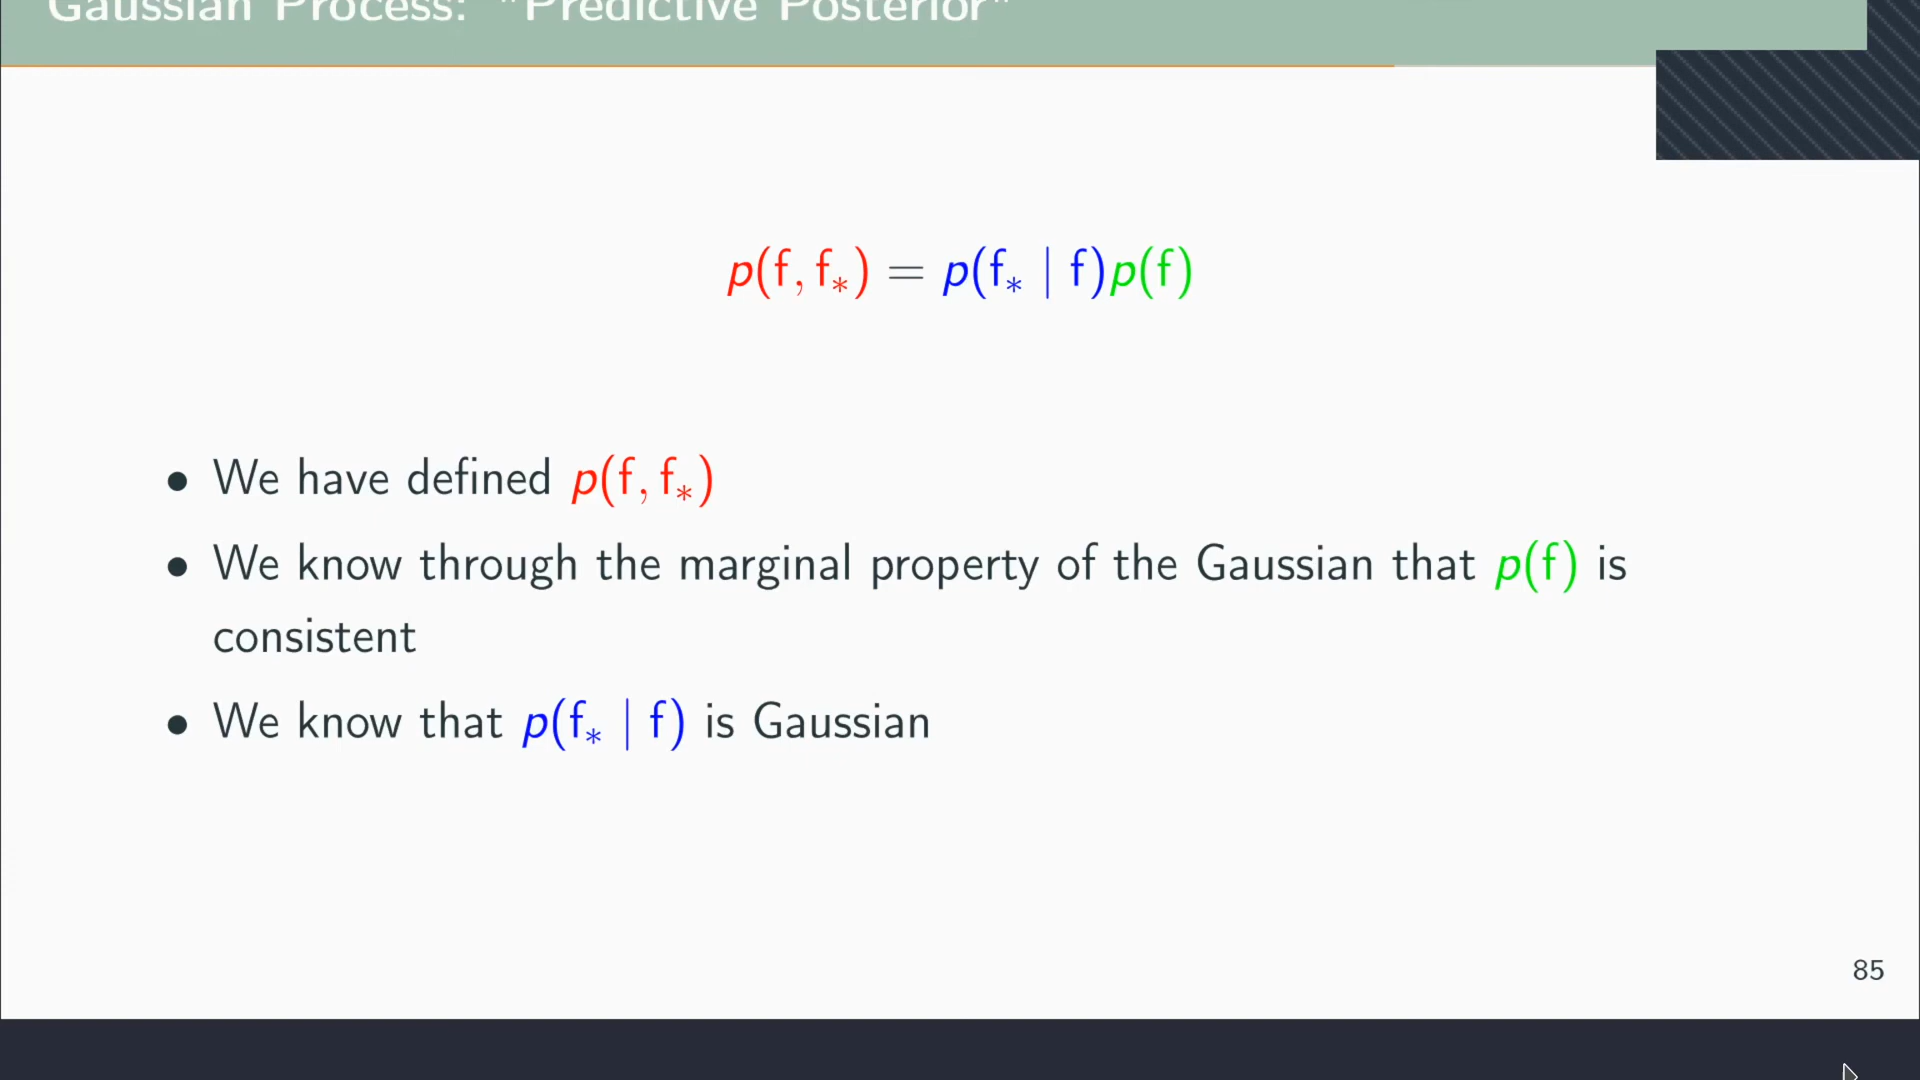 Gaussian Process: "Predictive Posterior"
p(f, f∗) = p(f∗ | f)p(f)
• We have defined p(f, f∗)
• We know through the marginal property of the Gaussian that p(f) is
consistent
• We know that p(f∗ | f) is Gaussian
85